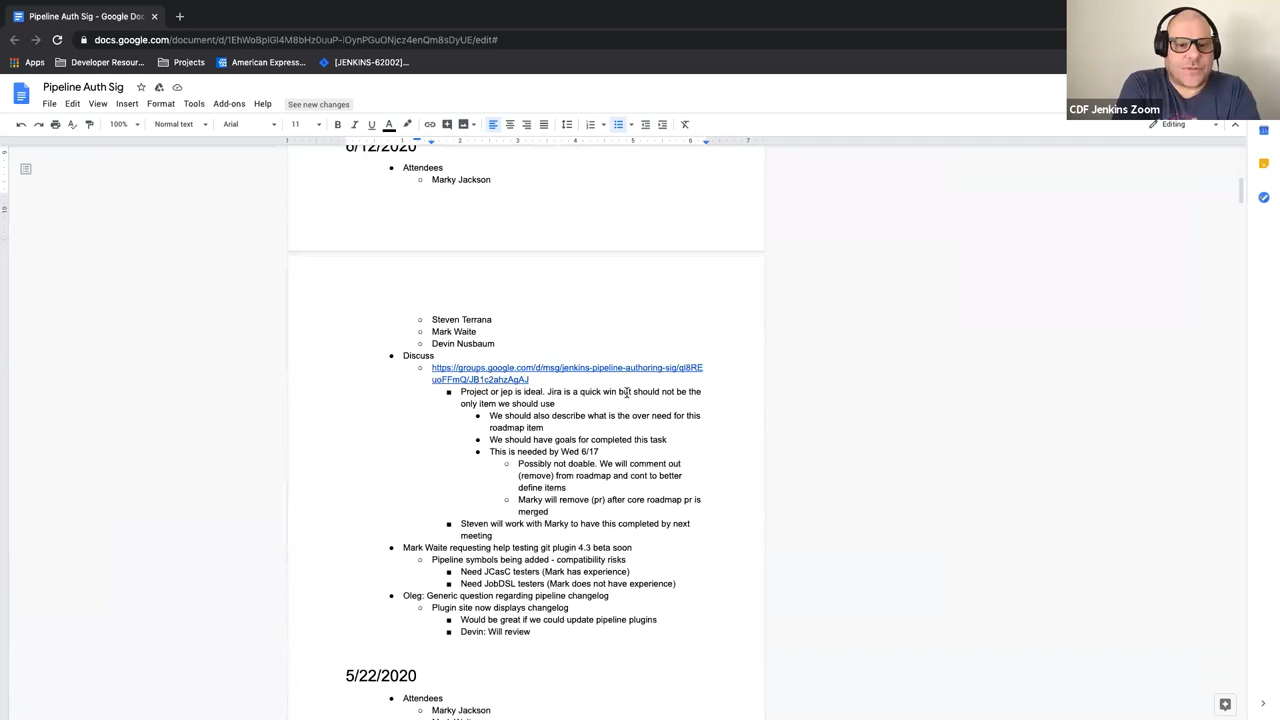 Pipeline Auth Sig - Google Doc
docs.google.com/document/d/1EhWoBplGl4M8bHz0uuP-iOynPGuONjcz4enQm8sDyUE/edit#
Apps
Developer Resour...
Projects
American Express...
[JENKINS-62002]...
CDF Jenkins Zoom
Pipeline Auth Sig
File Edit View Insert Format Tools Add-ons Help
See new changes
100% Normal text Arial 11
Editing
6/12/2020
Attendees
Marky Jackson
Steven Terrana
Mark Waite
Devin Nusbaum
Discuss
https://groups.google.com/d/msg/jenkins-pipeline-authoring-sig/ql8RE
uoFFmQ/JB1c2ahzAgAJ
Project or jep is ideal. Jira is a quick win but should not be the
only item we should use
We should also describe what is the over need for this
roadmap item
We should have goals for completed this task
This is needed by Wed 6/17
Possibly not doable. We will comment out
(remove) from roadmap and cont to better
define items
Marky will remove (pr) after core roadmap pr is
merged
Steven will work with Marky to have this completed by next
meeting
Mark Waite requesting help testing git plugin 4.3 beta soon
Pipeline symbols being added - compatibility risks
Need JCasC testers (Mark has experience)
Need JobDSL testers (Mark does not have experience)
Oleg: Generic question regarding pipeline changelog
Plugin site now displays changelog
Would be great if we could update pipeline plugins
Devin: Will review
5/22/2020
Attendees
Marky Jackson